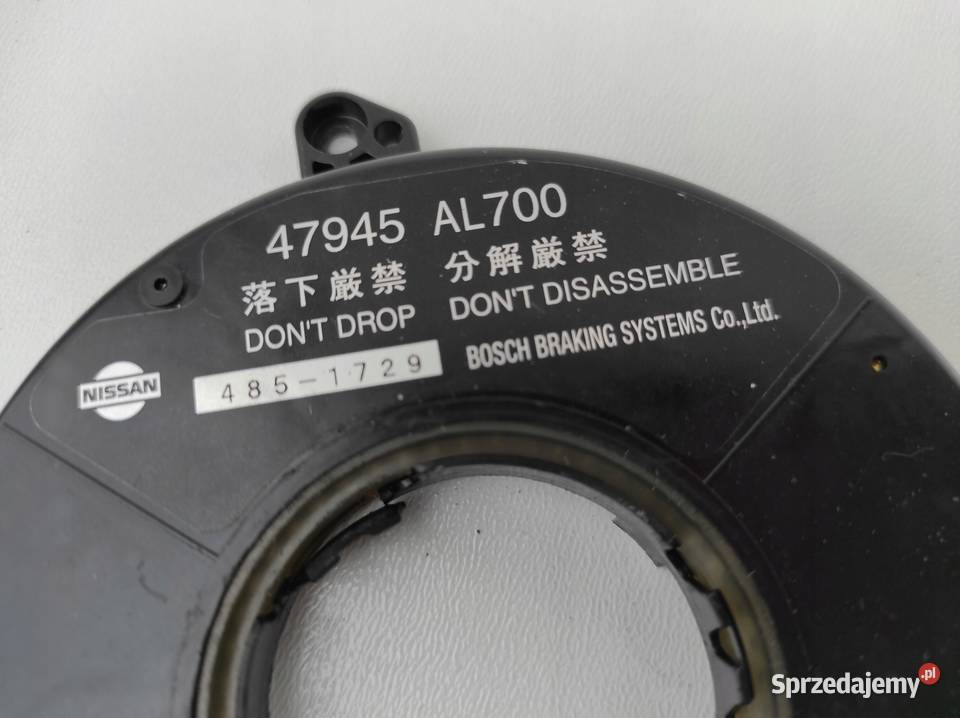 47945 AL700
落下厳禁 分解厳禁
DON'T DROP DON'T DISASSEMBLE
BOSCH BRAKING SYSTEMS Co.,Ltd.
NISSAN
485-1729
Sprzedajemy.pl